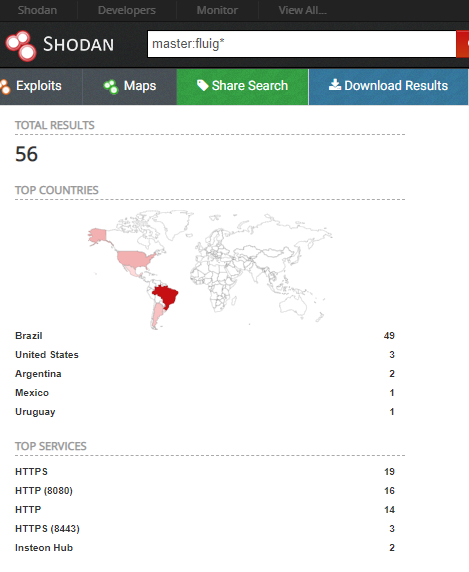 Shodan Developers Monitor View All...
SHODAN master:fluig*
Exploits Maps Share Search Download Results
TOTAL RESULTS
56
TOP COUNTRIES
Brazil 49
United States 3
Argentina 2
Mexico 1
Uruguay 1
TOP SERVICES
HTTPS 19
HTTP (8080) 16
HTTP 14
HTTPS (8443) 3
Insteon Hub 2